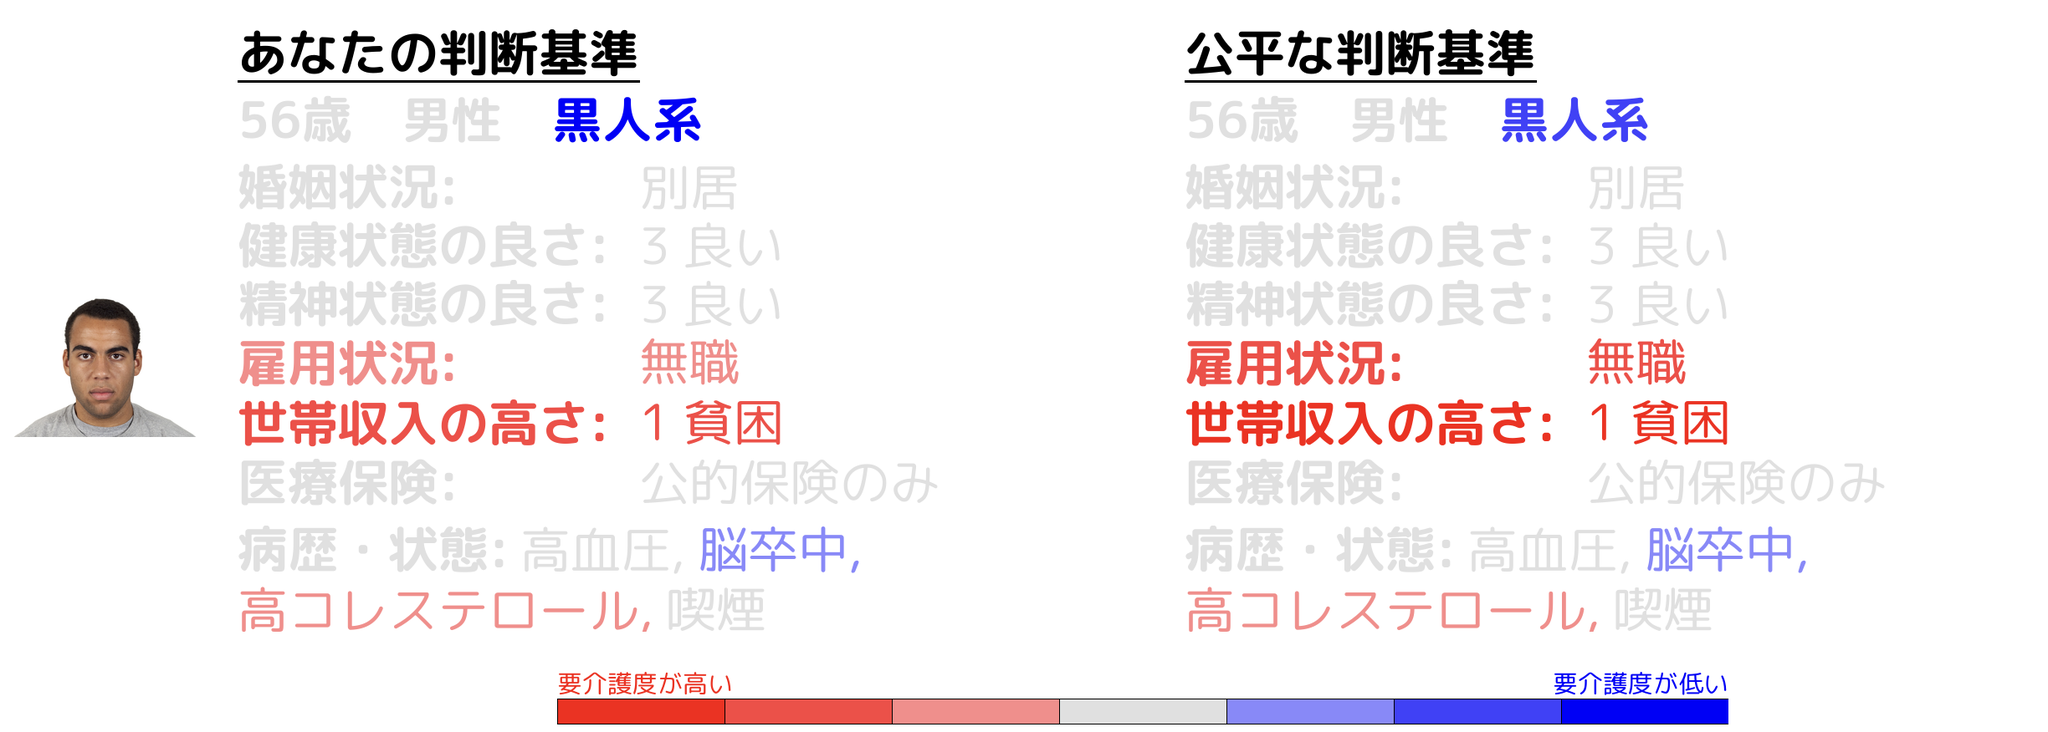 あなたの判断基準
56歳 男性 黒人系
婚姻状況: 別居
健康状態の良さ: 3 良い
精神状態の良さ: 3 良い
雇用状況: 無職
世帯収入の高さ: 1 貧困
医療保険: 公的保険のみ
病歴・状態: 高血圧, 脳卒中,
高コレステロール, 喫煙
公平な判断基準
56歳 男性 黒人系
婚姻状況: 別居
健康状態の良さ: 3 良い
精神状態の良さ: 3 良い
雇用状況: 無職
世帯収入の高さ: 1 貧困
医療保険: 公的保険のみ
病歴・状態: 高血圧, 脳卒中,
高コレステロール, 喫煙
要介護度が高い
要介護度が低い